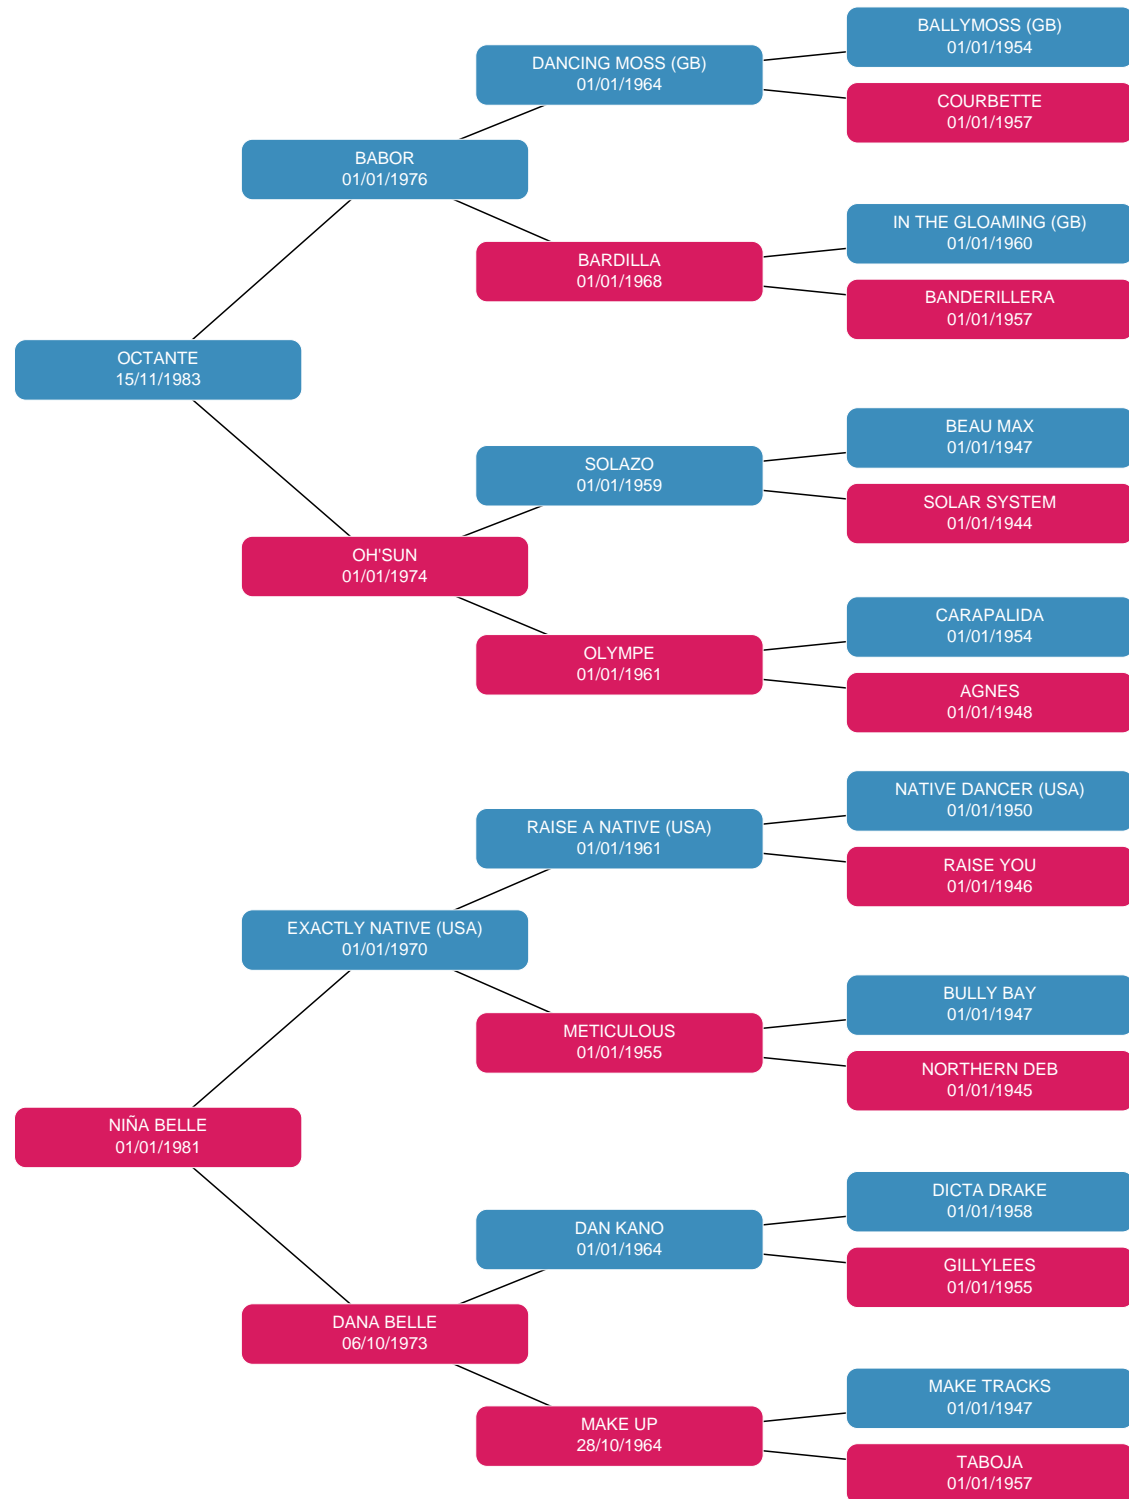 BALLYMOSS (GB)
01/01/1954
DANCING MOSS (GB)
01/01/1964
COURBETTE
01/01/1957
BABOR
01/01/1976
IN THE GLOAMING (GB)
01/01/1960
BARDILLA
01/01/1968
BANDERILLERA
01/01/1957
OCTANTE
15/11/1983
BEAU MAX
01/01/1947
SOLAZO
01/01/1959
SOLAR SYSTEM
01/01/1944
OH'SUN
01/01/1974
CARAPALIDA
01/01/1954
OLYMPE
01/01/1961
AGNES
01/01/1948
NATIVE DANCER (USA)
01/01/1950
RAISE A NATIVE (USA)
01/01/1961
RAISE YOU
01/01/1946
EXACTLY NATIVE (USA)
01/01/1970
BULLY BAY
01/01/1947
METICULOUS
01/01/1955
NORTHERN DEB
01/01/1945
NIÑA BELLE
01/01/1981
DICTA DRAKE
01/01/1958
DAN KANO
01/01/1964
GILLYLEES
01/01/1955
DANA BELLE
06/10/1973
MAKE TRACKS
01/01/1947
MAKE UP
28/10/1964
TABOJA
01/01/1957